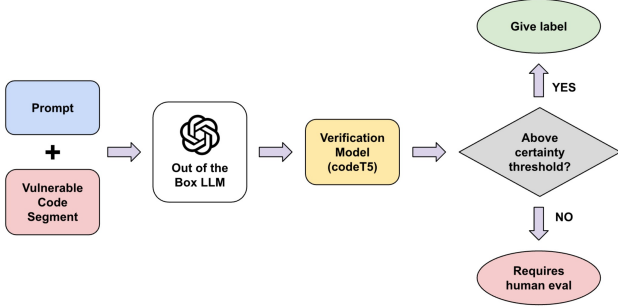 Prompt
+
Vulnerable
Code
Segment
Out of the
Box LLM
Verification
Model
(codeT5)
Above
certainty
threshold?
YES
Give label
NO
Requires
human eval